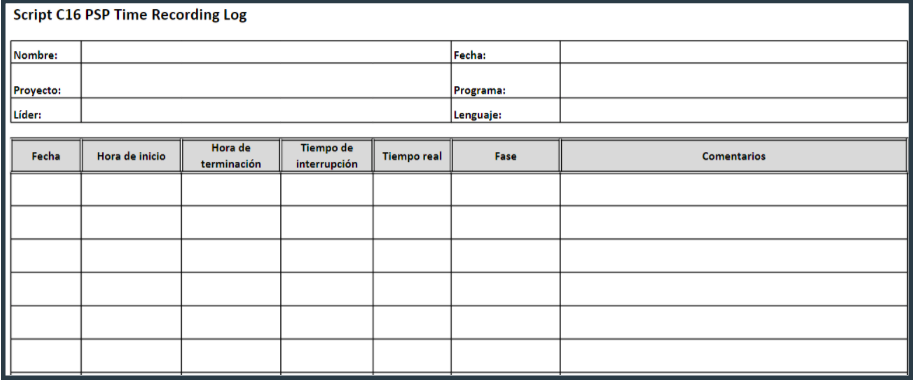 Script C16 PSP Time Recording Log
Nombre: Fecha:
Proyecto: Programa:
Líder: Lenguaje:
Fecha Hora de inicio Hora de terminación Tiempo de interrupción Tiempo real Fase Comentarios